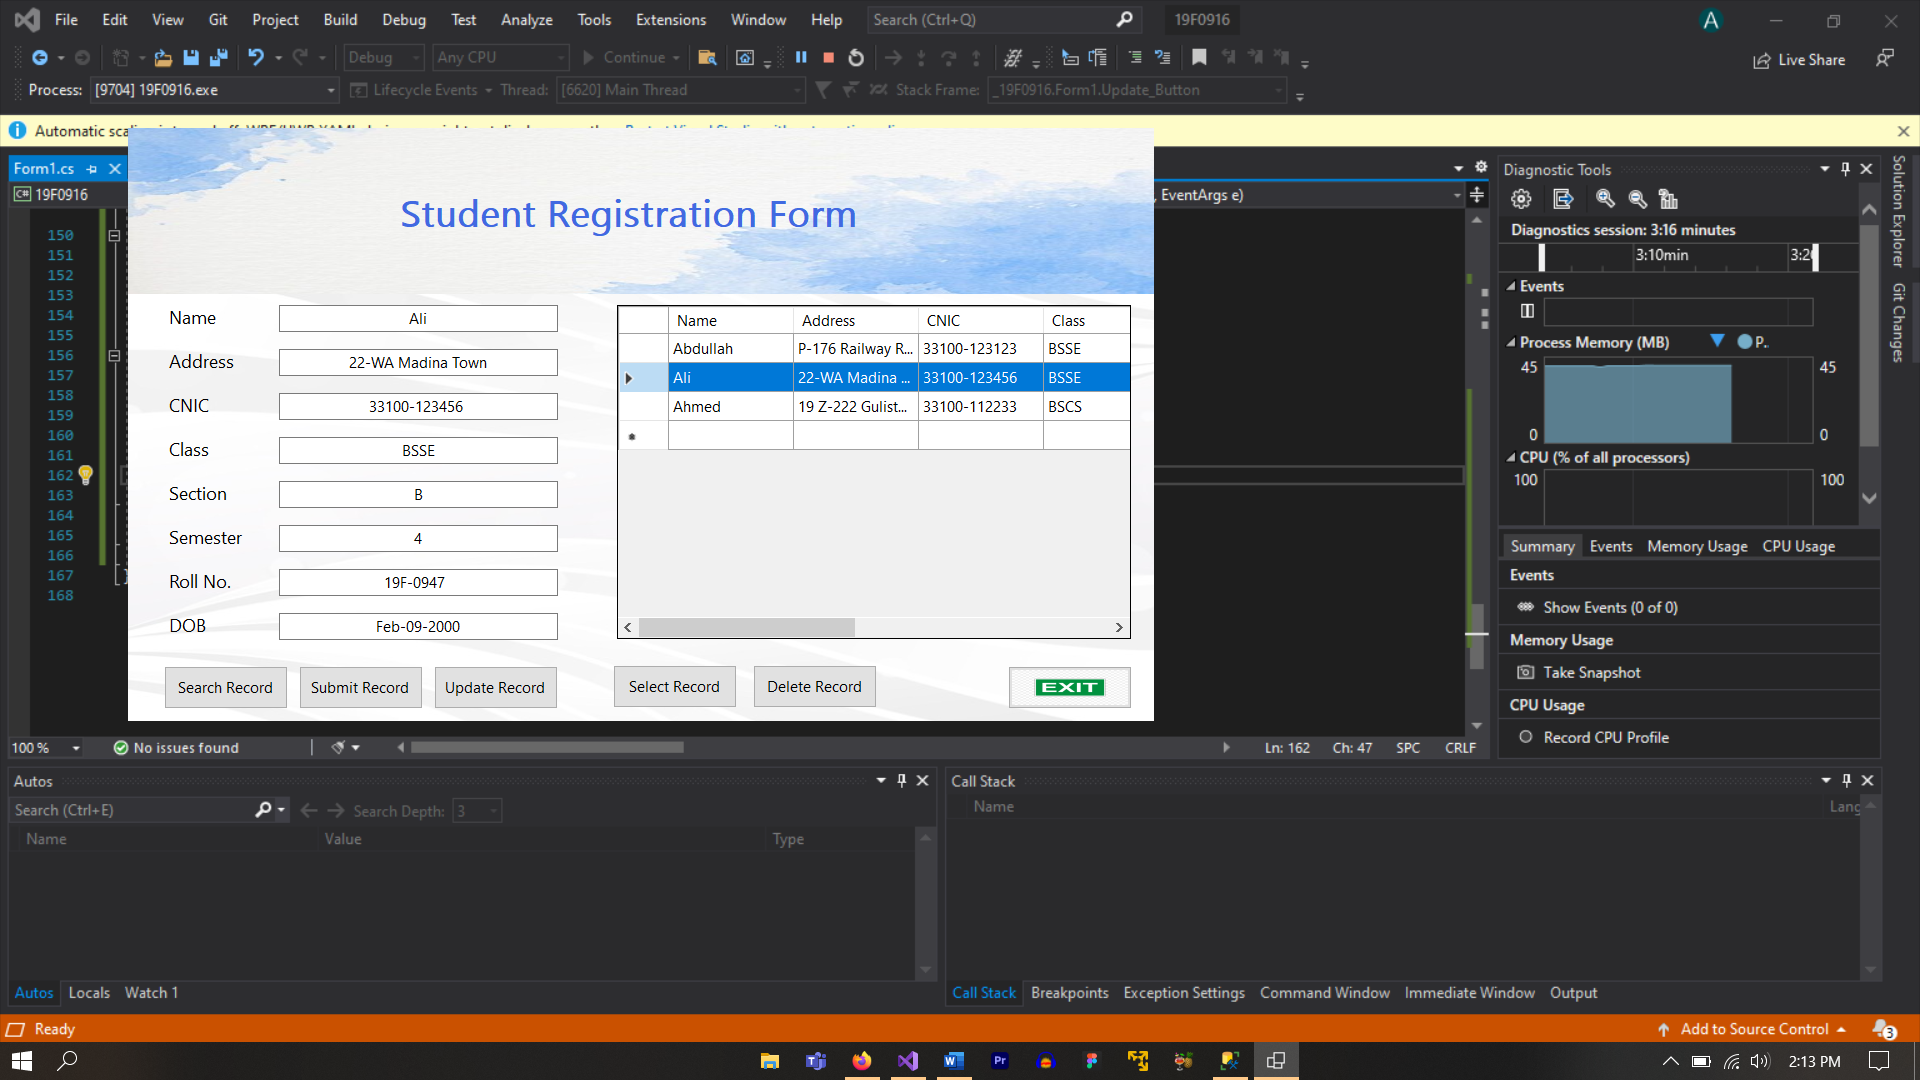 File Edit View Git Project Build Debug Test Analyze Tools Extensions Window Help Search (Ctrl+Q) 19F0916 A
Debug Any CPU Continue Live Share
Process: [9704] 19F0916.exe Lifecycle Events Thread: [6620] Main Thread Stack Frame: _19F0916.Form1.Update_Button
Automatic
Form1.cs
C# 19F0916 , EventArgs e)
150
151
152
153
154
155
156
157
158
159
160
161
162
163
164
165
166
167
168
Student Registration Form
Name Ali
Address 22-WA Madina Town
CNIC 33100-123456
Class BSSE
Section B
Semester 4
Roll No. 19F-0947
DOB Feb-09-2000
Name Address CNIC Class
Abdullah P-176 Railway R... 33100-123123 BSSE
Ali 22-WA Madina ... 33100-123456 BSSE
Ahmed 19 Z-222 Gulist... 33100-112233 BSCS
Search Record Submit Record Update Record Select Record Delete Record EXIT
100 % No issues found Ln: 162 Ch: 47 SPC CRLF
Diagnostic Tools
Diagnostics session: 3:16 minutes
3:10min 3:2
Events
Process Memory (MB) P..
45 45
0 0
CPU (% of all processors)
100 100
Summary Events Memory Usage CPU Usage
Events
Show Events (0 of 0)
Memory Usage
Take Snapshot
CPU Usage
Record CPU Profile
Solution Explorer
Git Changes
Autos
Search (Ctrl+E) Search Depth: 3
Name Value Type
Autos Locals Watch 1
Call Stack
Name Lang
Call Stack Breakpoints Exception Settings Command Window Immediate Window Output
Ready Add to Source Control 3
W Pr 2:13 PM